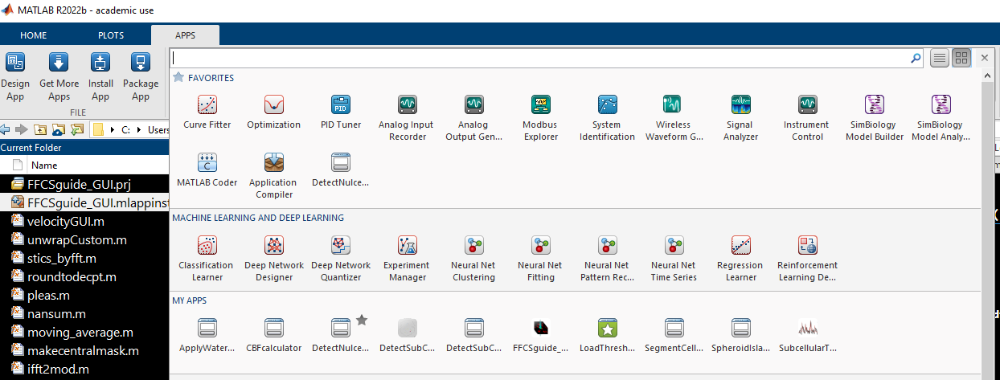 MATLAB R2022b - academic use
HOME PLOTS APPS
Design App
Get More Apps
Install App
Package App
FILE
C: Users
Current Folder
Name
FFCSguide_GUI.prj
FFCSguide_GUI.mlappinst
velocityGUI.m
unwrapCustom.m
stics_byfft.m
roundtodecpt.m
pleas.m
nansum.m
moving_average.m
makecentralmask.m
ifft2mod.m
FAVORITES
Curve Fitter
Optimization
PID Tuner
Analog Input Recorder
Analog Output Gen...
Modbus Explorer
System Identification
Wireless Waveform G...
Signal Analyzer
Instrument Control
SimBiology Model Builder
SimBiology Model Analy...
MATLAB Coder
Application Compiler
DetectNulce...
MACHINE LEARNING AND DEEP LEARNING
Classification Learner
Deep Network Designer
Deep Network Quantizer
Experiment Manager
Neural Net Clustering
Neural Net Fitting
Neural Net Pattern Rec...
Neural Net Time Series
Regression Learner
Reinforcement Learning De...
MY APPS
ApplyWater...
CBFcalculator
DetectNulce...
DetectSubC...
DetectSubC...
FFCSguide_...
LoadThresh...
SegmentCell...
SpheroidIsla...
SubcellularT...